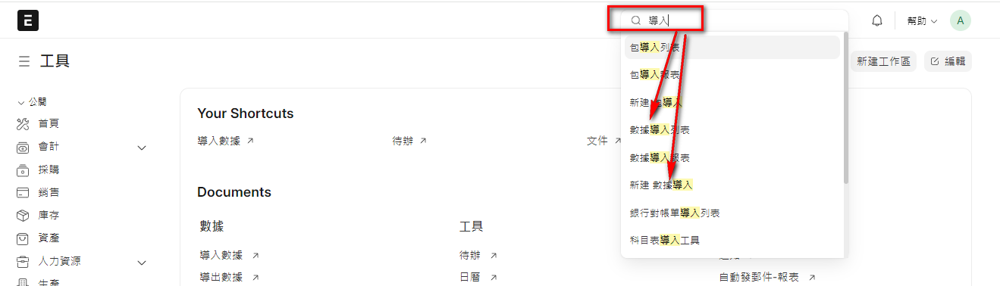 E
導入
幫助
A
工具
新建工作區
編輯
公開
首頁
會計
採購
銷售
庫存
資產
人力資源
生產
Your Shortcuts
導入數據
待辦
文件
Documents
數據
工具
導入數據
待辦
導出數據
日曆
自動發郵件-報表
包導入列表
包導入報表
新建 包導入
數據導入列表
數據導入報表
新建 數據導入
銀行對帳單導入列表
科目表導入工具